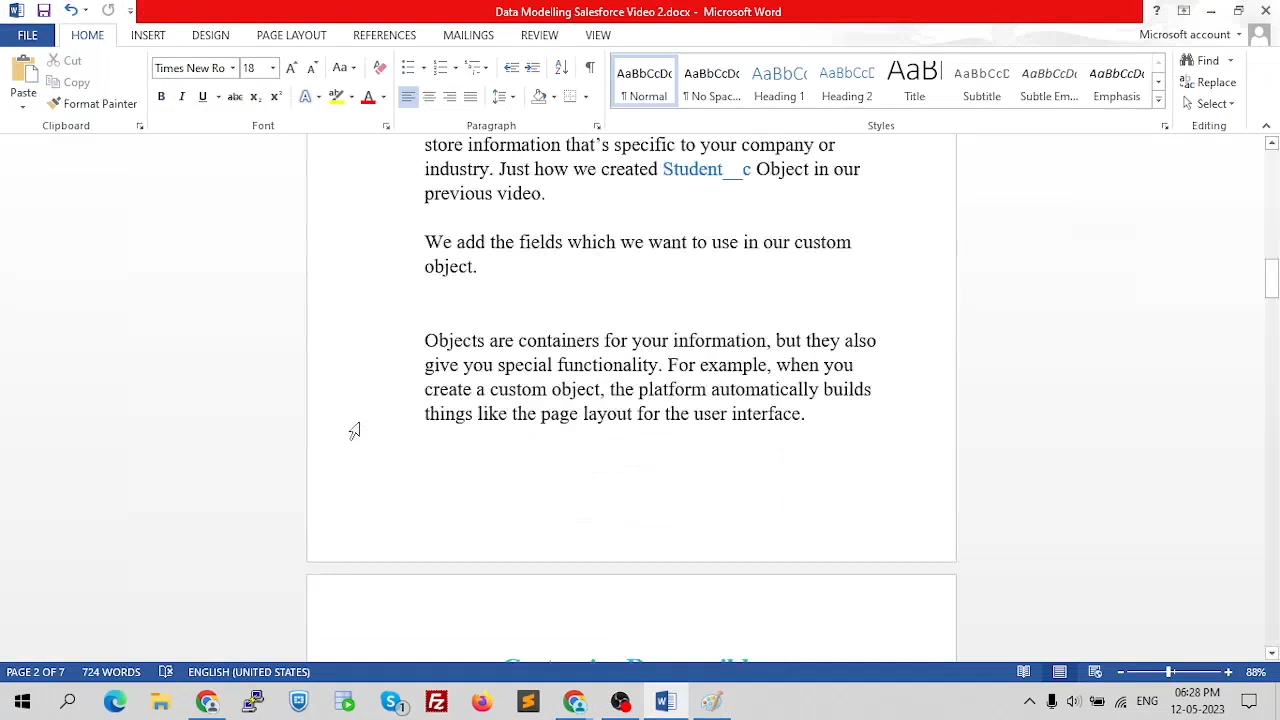 Data Modelling Salesforce Video 2.docx - Microsoft Word
FILE HOME INSERT DESIGN PAGE LAYOUT REFERENCES MAILINGS REVIEW VIEW Microsoft account
Paste
Cut
Copy
Format Painter
Times New Ro 18
AaBbCcDc ¶ Normal
AaBbCcDc ¶ No Spac...
AaBbCc Heading 1
AaBbCcD Heading 2
AaBl Title
AaBbCcD Subtitle
AaBbCcDc Subtle Em...
AaBbCcDc Emphasis
Find
Replace
Select
Clipboard Font Paragraph Styles Editing
store information that's specific to your company or
industry. Just how we created Student__c Object in our
previous video.
We add the fields which we want to use in our custom
object.
Objects are containers for your information, but they also
give you special functionality. For example, when you
create a custom object, the platform automatically builds
things like the page layout for the user interface.
PAGE 2 OF 7 724 WORDS ENGLISH (UNITED STATES) 88%
ENG
06:28 PM
12-05-2023